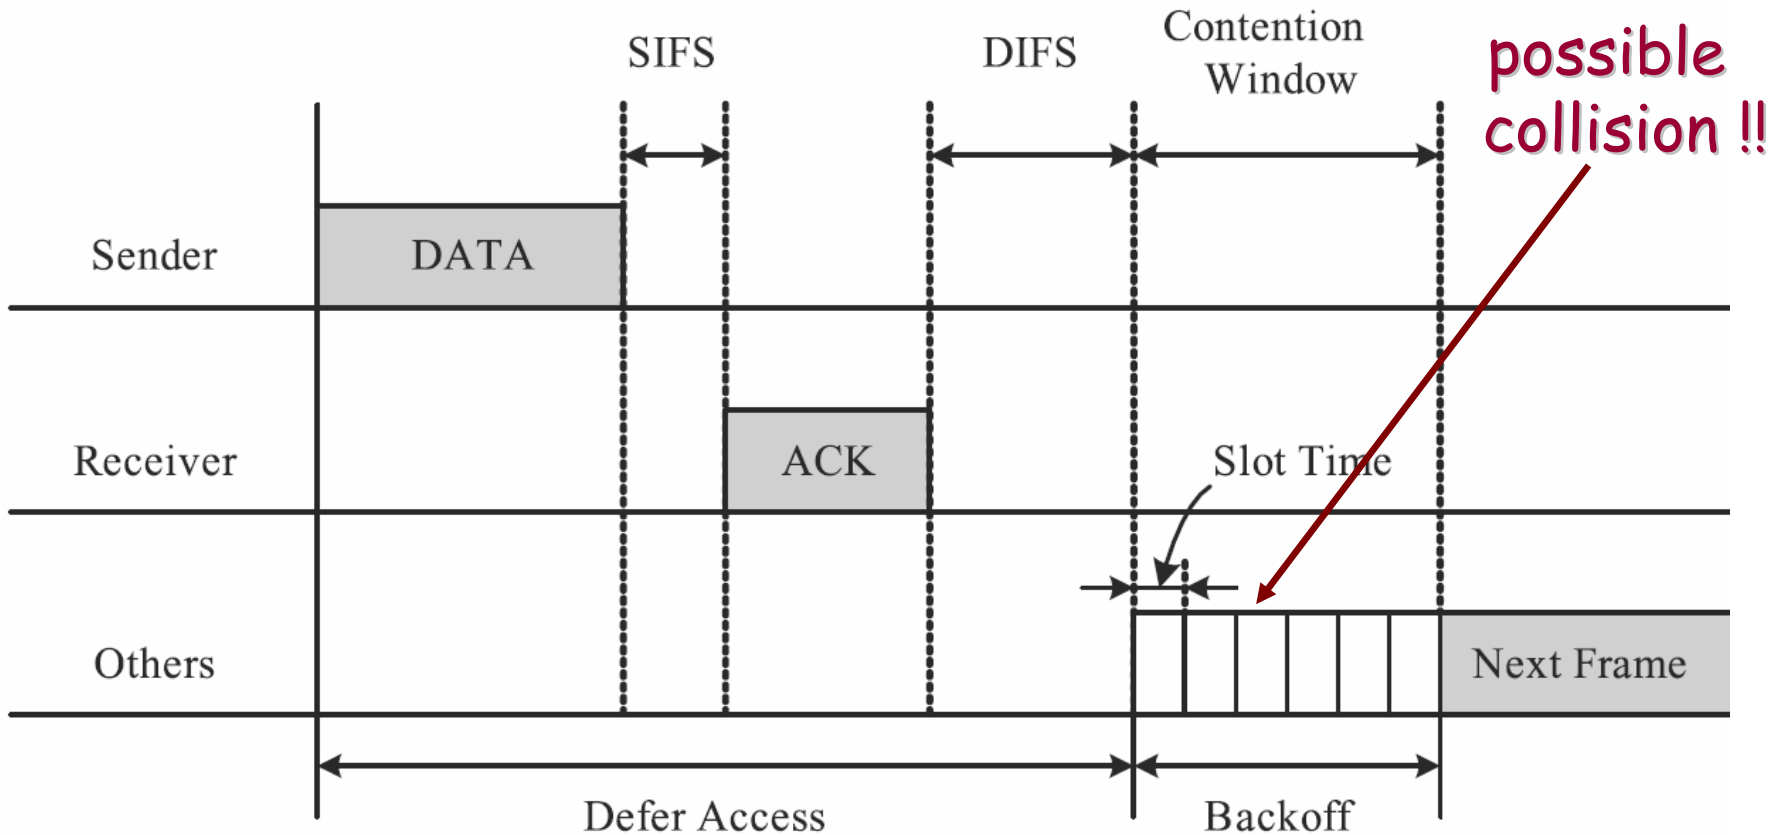 SIFS
DIFS
Contention
Window
possible
collision !!
Sender
DATA
Receiver
ACK
Slot Time
Others
Next Frame
Defer Access
Backoff